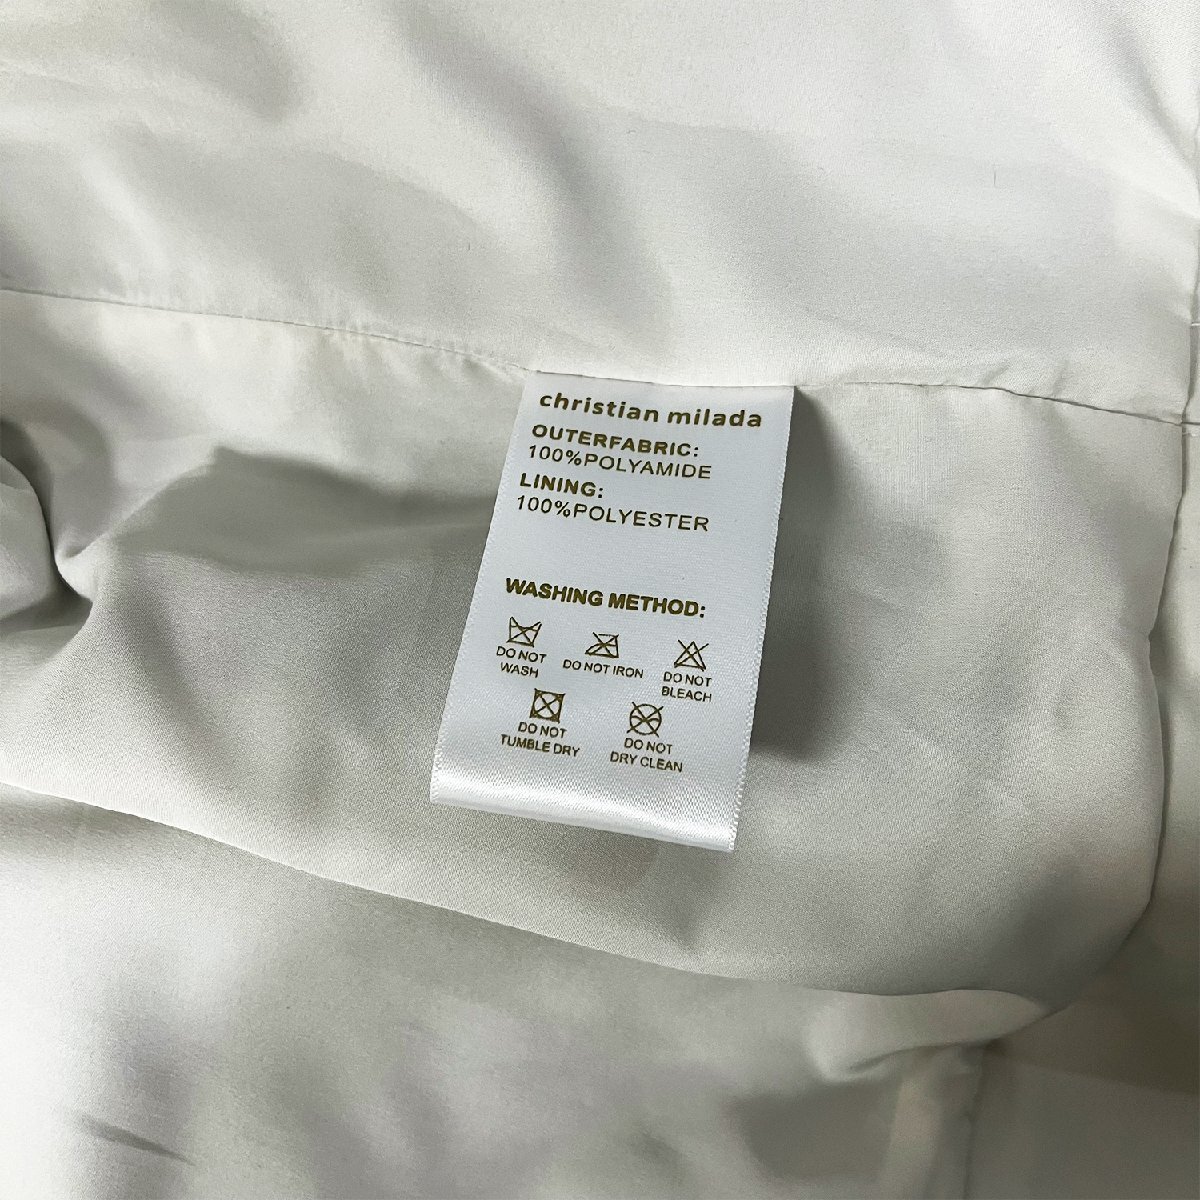 christian milada
OUTERFABRIC:
100%POLYAMIDE
LINING:
100%POLYESTER
WASHING METHOD:
DO NOT
WASH
DO NOT IRON
DO NOT
BLEACH
DO NOT
TUMBLE DRY
DO NOT
DRY CLEAN